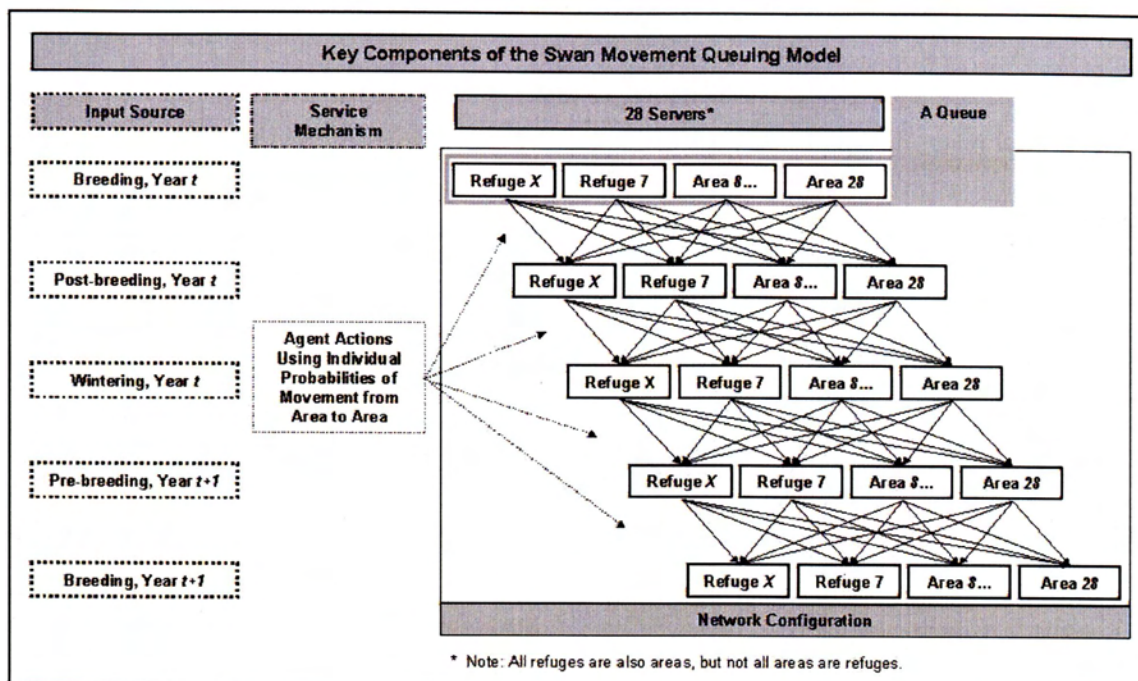 Key Components of the Swan Movement Queuing Model
Input Source
Service
Mechanism
28 Servers*
A Queue
Breeding, Year t
Refuge X
Refuge 7
Area 8...
Area 28
Post-breeding, Year t
Refuge X
Refuge 7
Area 8...
Area 28
Agent Actions
Using Individual
Probabilities of
Movement from
Area to Area
Wintering, Year t
Refuge X
Refuge 7
Area 8...
Area 28
Pre-breeding, Year t+1
Refuge X
Refuge 7
Area 8...
Area 28
Breeding, Year t+1
Refuge X
Refuge 7
Area 8...
Area 28
Network Configuration
* Note: All refuges are also areas, but not all areas are refuges.